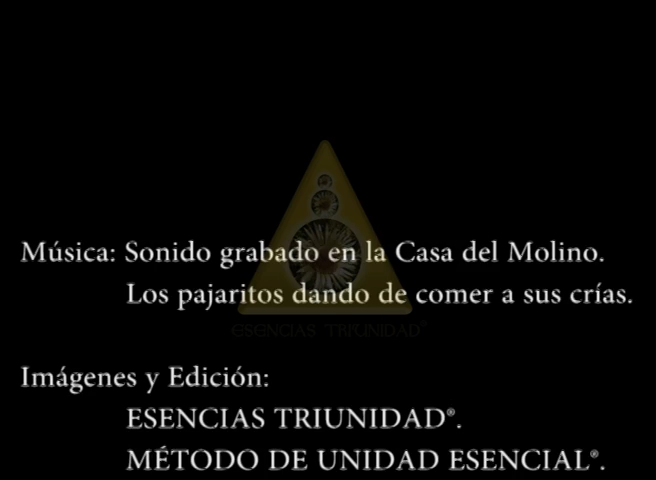 Música: Sonido grabado en la Casa del Molino.
Los pajaritos dando de comer a sus crías.
ESENCIAS TRIUNIDAD®
Imágenes y Edición:
ESENCIAS TRIUNIDAD®.
MÉTODO DE UNIDAD ESENCIAL®.